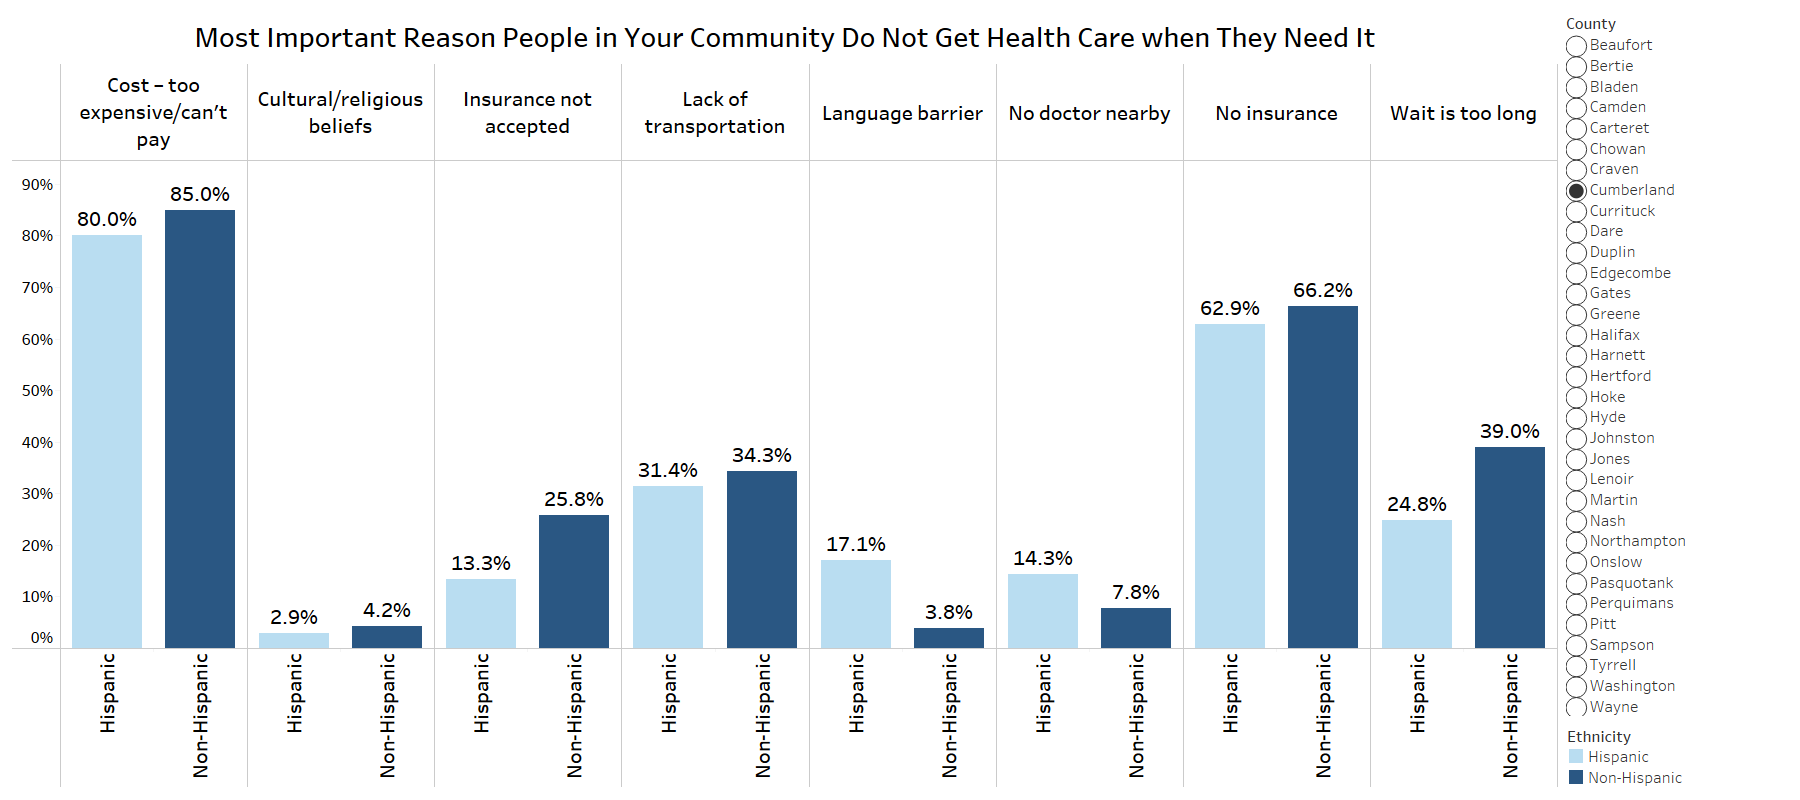 Most Important Reason People in Your Community Do Not Get Health Care when They Need It
Cost – too
expensive/can't
pay
Cultural/religious
beliefs
Insurance not
accepted
Lack of
transportation
Language barrier
No doctor nearby
No insurance
Wait is too long
90%
80%
70%
60%
50%
40%
30%
20%
10%
0%
80.0%
85.0%
2.9%
4.2%
13.3%
25.8%
31.4%
34.3%
17.1%
3.8%
14.3%
7.8%
62.9%
66.2%
24.8%
39.0%
Hispanic
Non-Hispanic
Hispanic
Non-Hispanic
Hispanic
Non-Hispanic
Hispanic
Non-Hispanic
Hispanic
Non-Hispanic
Hispanic
Non-Hispanic
Hispanic
Non-Hispanic
Hispanic
Non-Hispanic
County
Beaufort
Bertie
Bladen
Camden
Carteret
Chowan
Craven
Cumberland
Currituck
Dare
Duplin
Edgecombe
Gates
Greene
Halifax
Harnett
Hertford
Hoke
Hyde
Johnston
Jones
Lenoir
Martin
Nash
Northampton
Onslow
Pasquotank
Perquimans
Pitt
Sampson
Tyrrell
Washington
Wayne
Ethnicity
Hispanic
Non-Hispanic